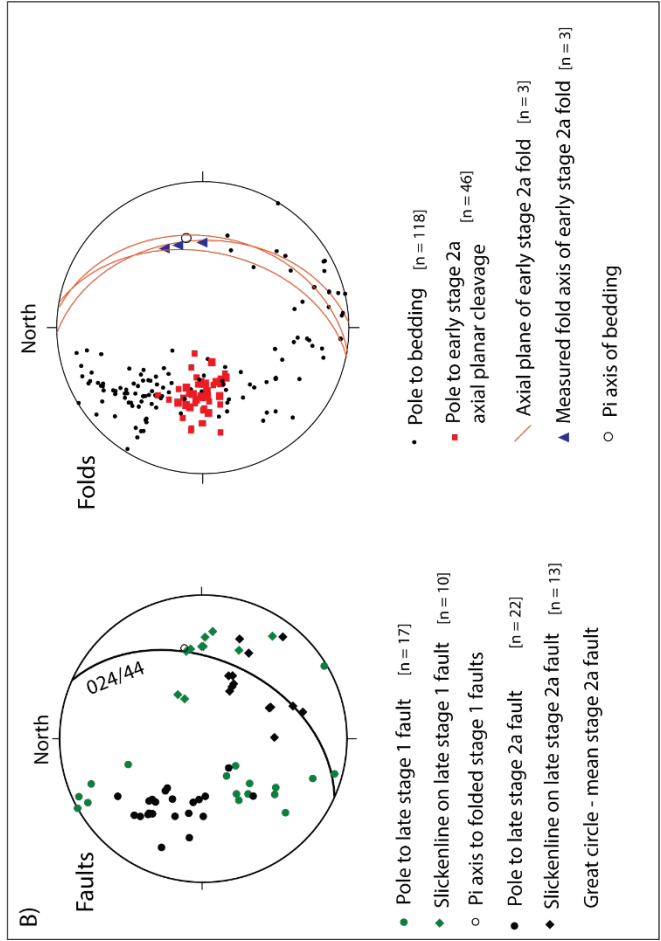 B)
Faults
North
024/44
Pole to late stage 1 fault [n = 17]
Slickenline on late stage 1 fault [n = 10]
Pi axis to folded stage 1 faults
Pole to late stage 2a fault [n = 22]
Slickenline on late stage 2a fault [n = 13]
Great circle - mean stage 2a fault
Folds
North
Pole to bedding [n = 118]
Pole to early stage 2a [n = 46]
axial planar cleavage
Axial plane of early stage 2a fold [n = 3]
Measured fold axis of early stage 2a fold [n = 3]
Pi axis of bedding